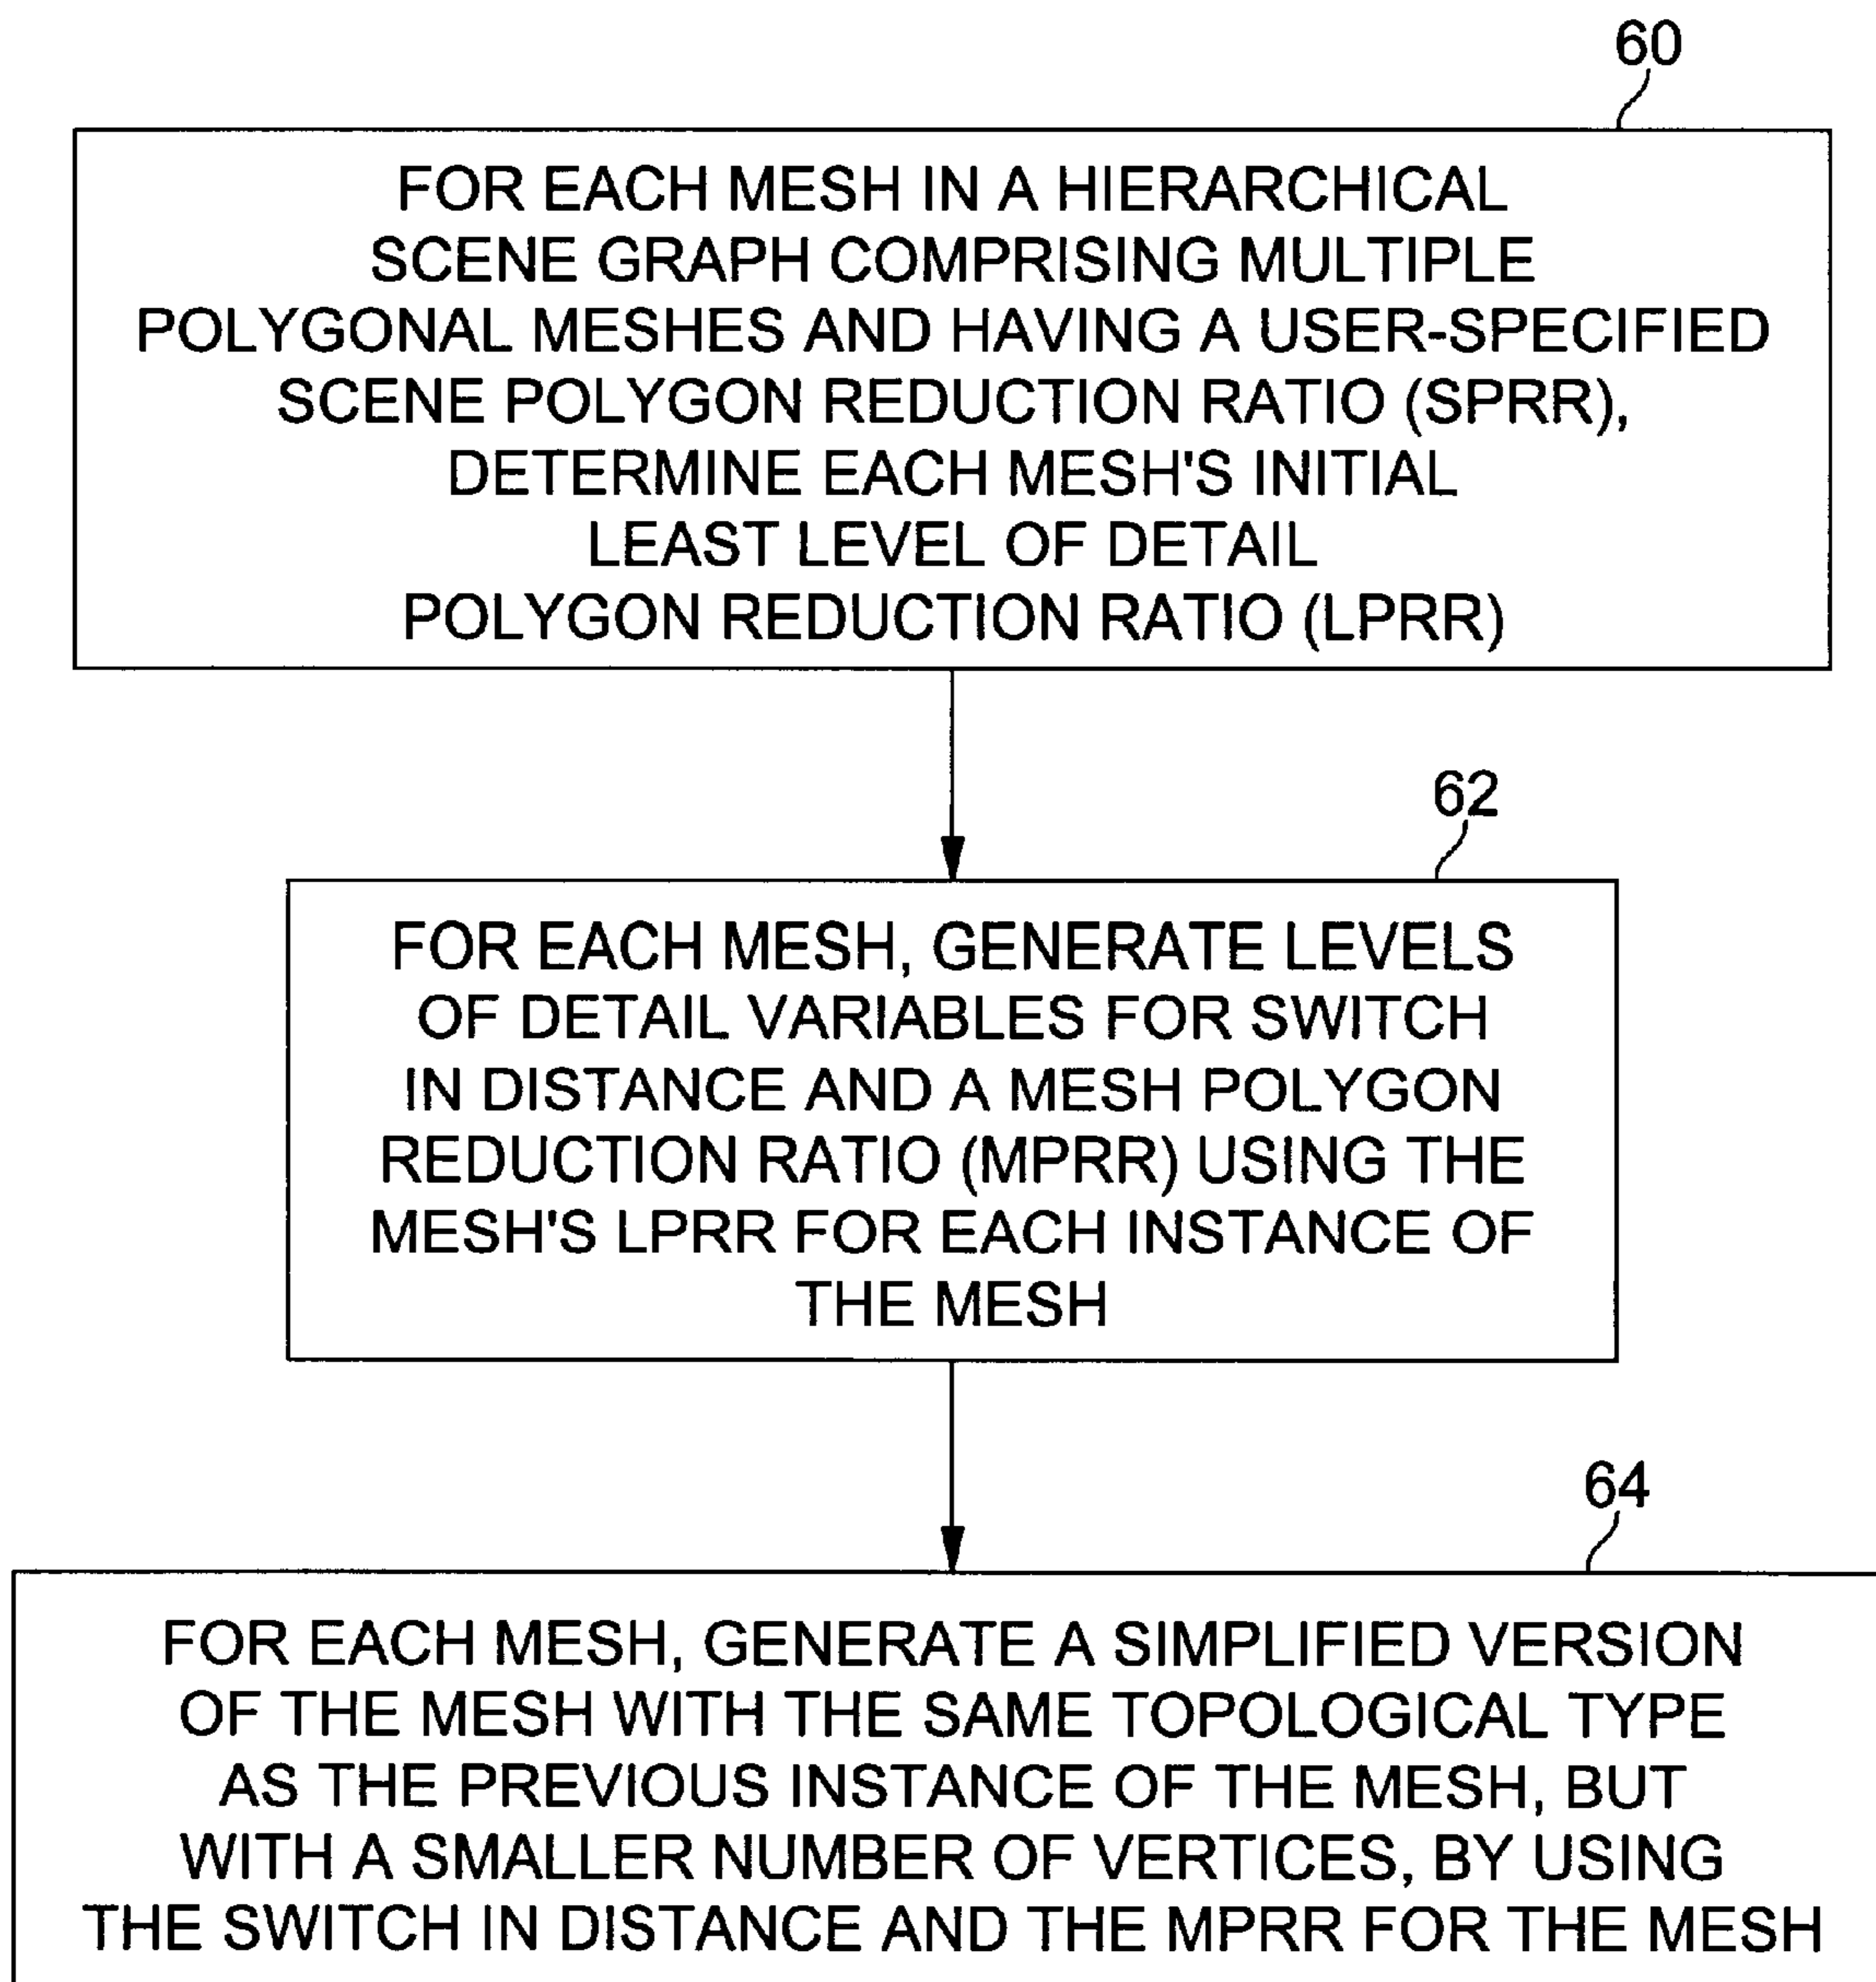 60
FOR EACH MESH IN A HIERARCHICAL
SCENE GRAPH COMPRISING MULTIPLE
POLYGONAL MESHES AND HAVING A USER-SPECIFIED
SCENE POLYGON REDUCTION RATIO (SPRR),
DETERMINE EACH MESH'S INITIAL
LEAST LEVEL OF DETAIL
POLYGON REDUCTION RATIO (LPRR)
62
FOR EACH MESH, GENERATE LEVELS
OF DETAIL VARIABLES FOR SWITCH
IN DISTANCE AND A MESH POLYGON
REDUCTION RATIO (MPRR) USING THE
MESH'S LPRR FOR EACH INSTANCE OF
THE MESH
64
FOR EACH MESH, GENERATE A SIMPLIFIED VERSION
OF THE MESH WITH THE SAME TOPOLOGICAL TYPE
AS THE PREVIOUS INSTANCE OF THE MESH, BUT
WITH A SMALLER NUMBER OF VERTICES, BY USING
THE SWITCH IN DISTANCE AND THE MPRR FOR THE MESH